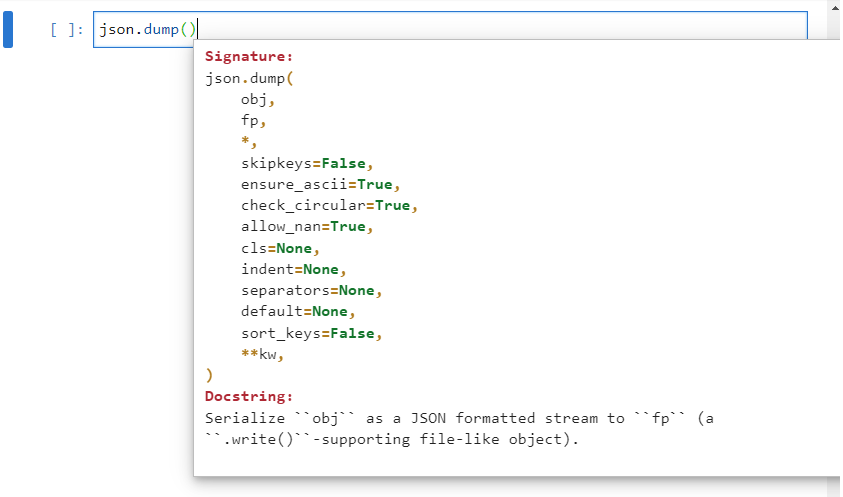 [ ]: json.dump()
Signature:
json.dump(
    obj,
    fp,
    *,
    skipkeys=False,
    ensure_ascii=True,
    check_circular=True,
    allow_nan=True,
    cls=None,
    indent=None,
    separators=None,
    default=None,
    sort_keys=False,
    **kw,
)
Docstring:
Serialize ``obj`` as a JSON formatted stream to ``fp`` (a
``.write()``-supporting file-like object).